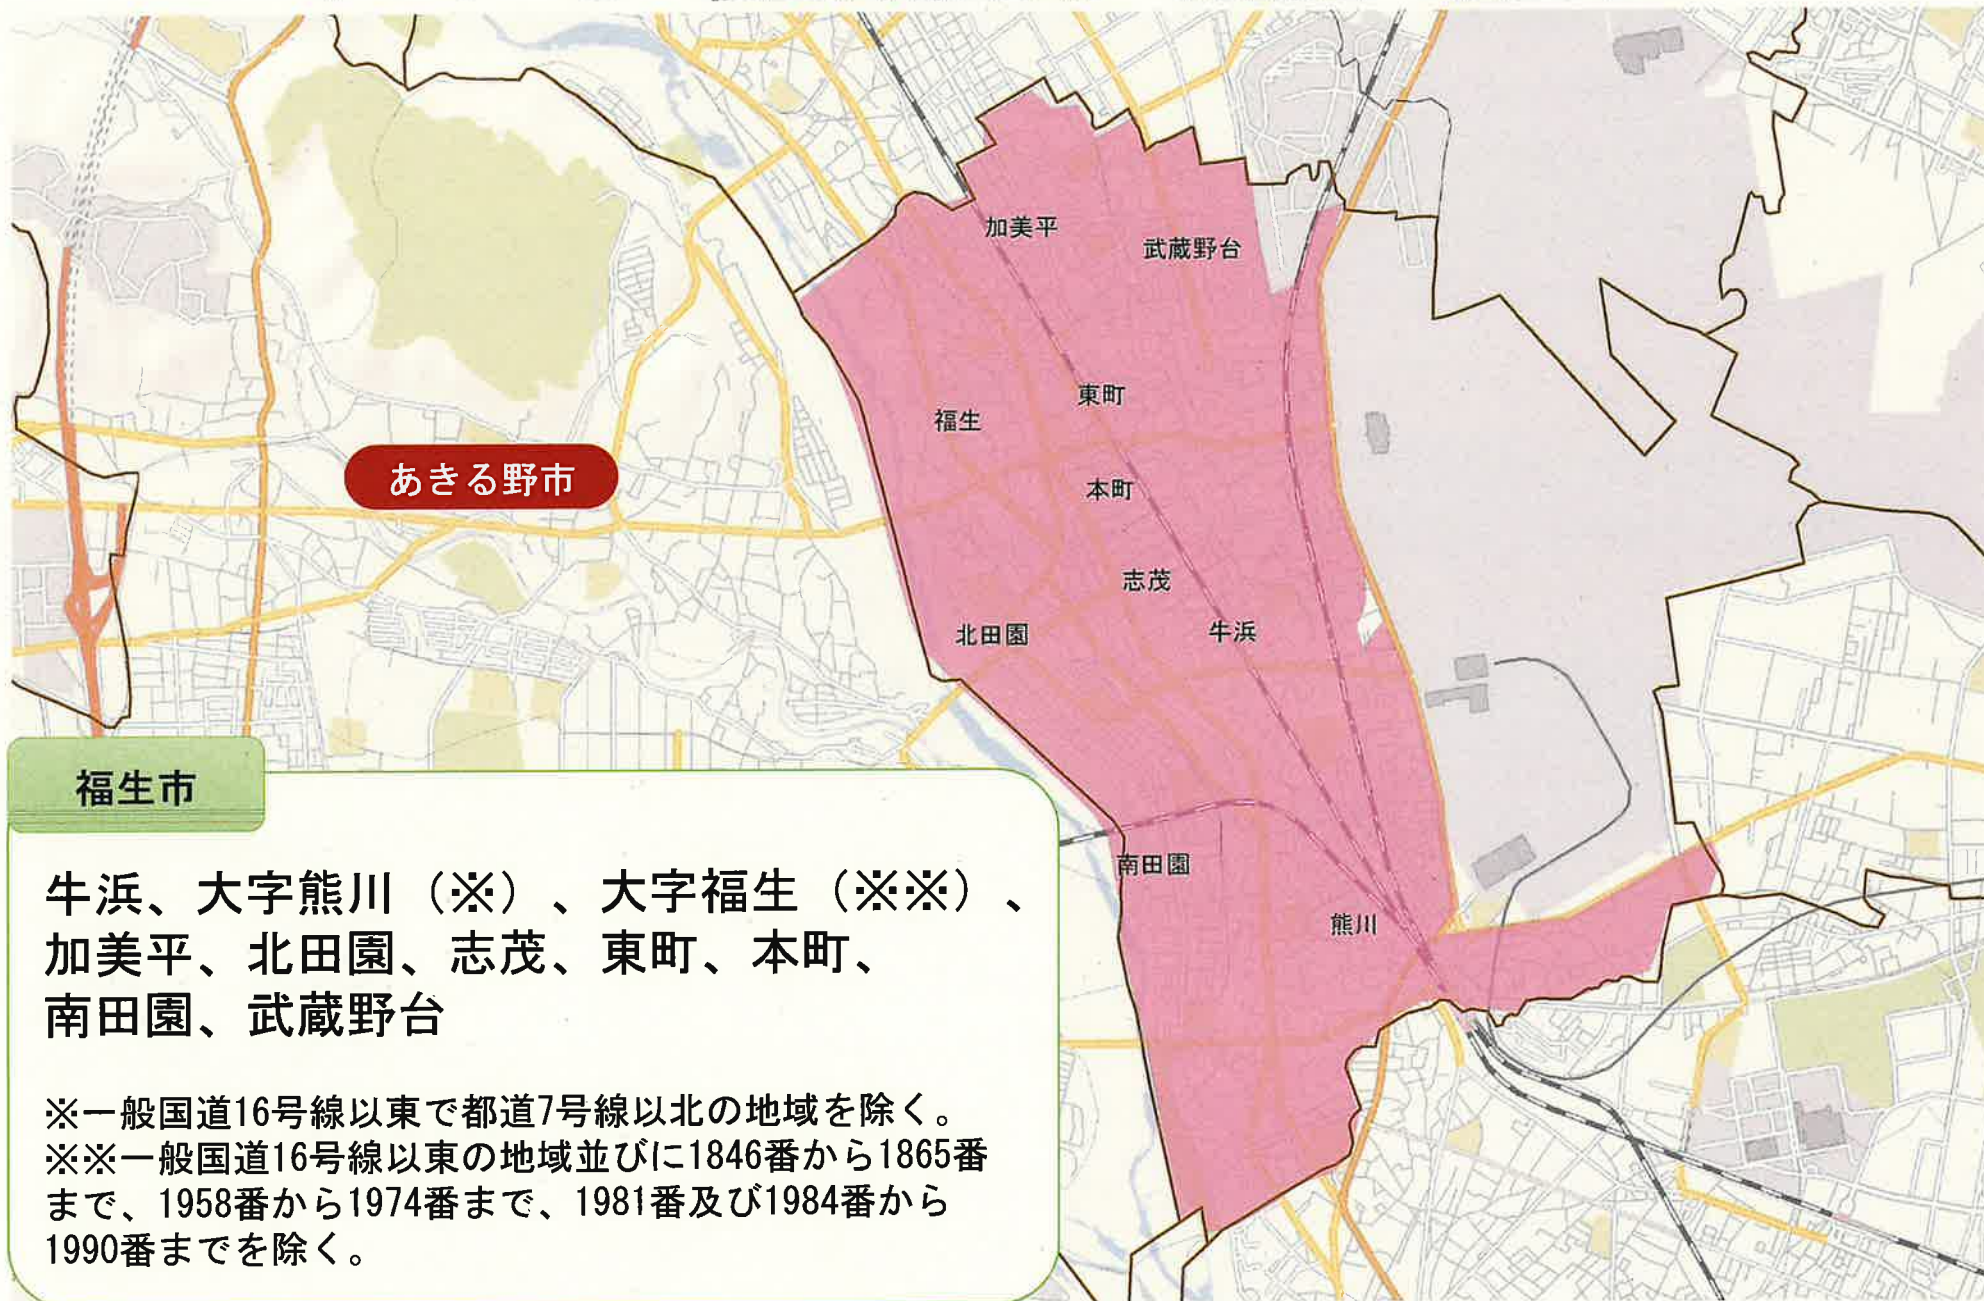 加美平
武蔵野台
東町
福生
あきる野市
本町
志茂
北田園
牛浜
福生市
南田園
熊川
牛浜、大字熊川（※）、大字福生（※※）、
加美平、北田園、志茂、東町、本町、
南田園、武蔵野台
※一般国道16号線以東で都道7号線以北の地域を除く。
※※一般国道16号線以東の地域並びに1846番から1865番
まで、1958番から1974番まで、1981番及び1984番から
1990番までを除く。